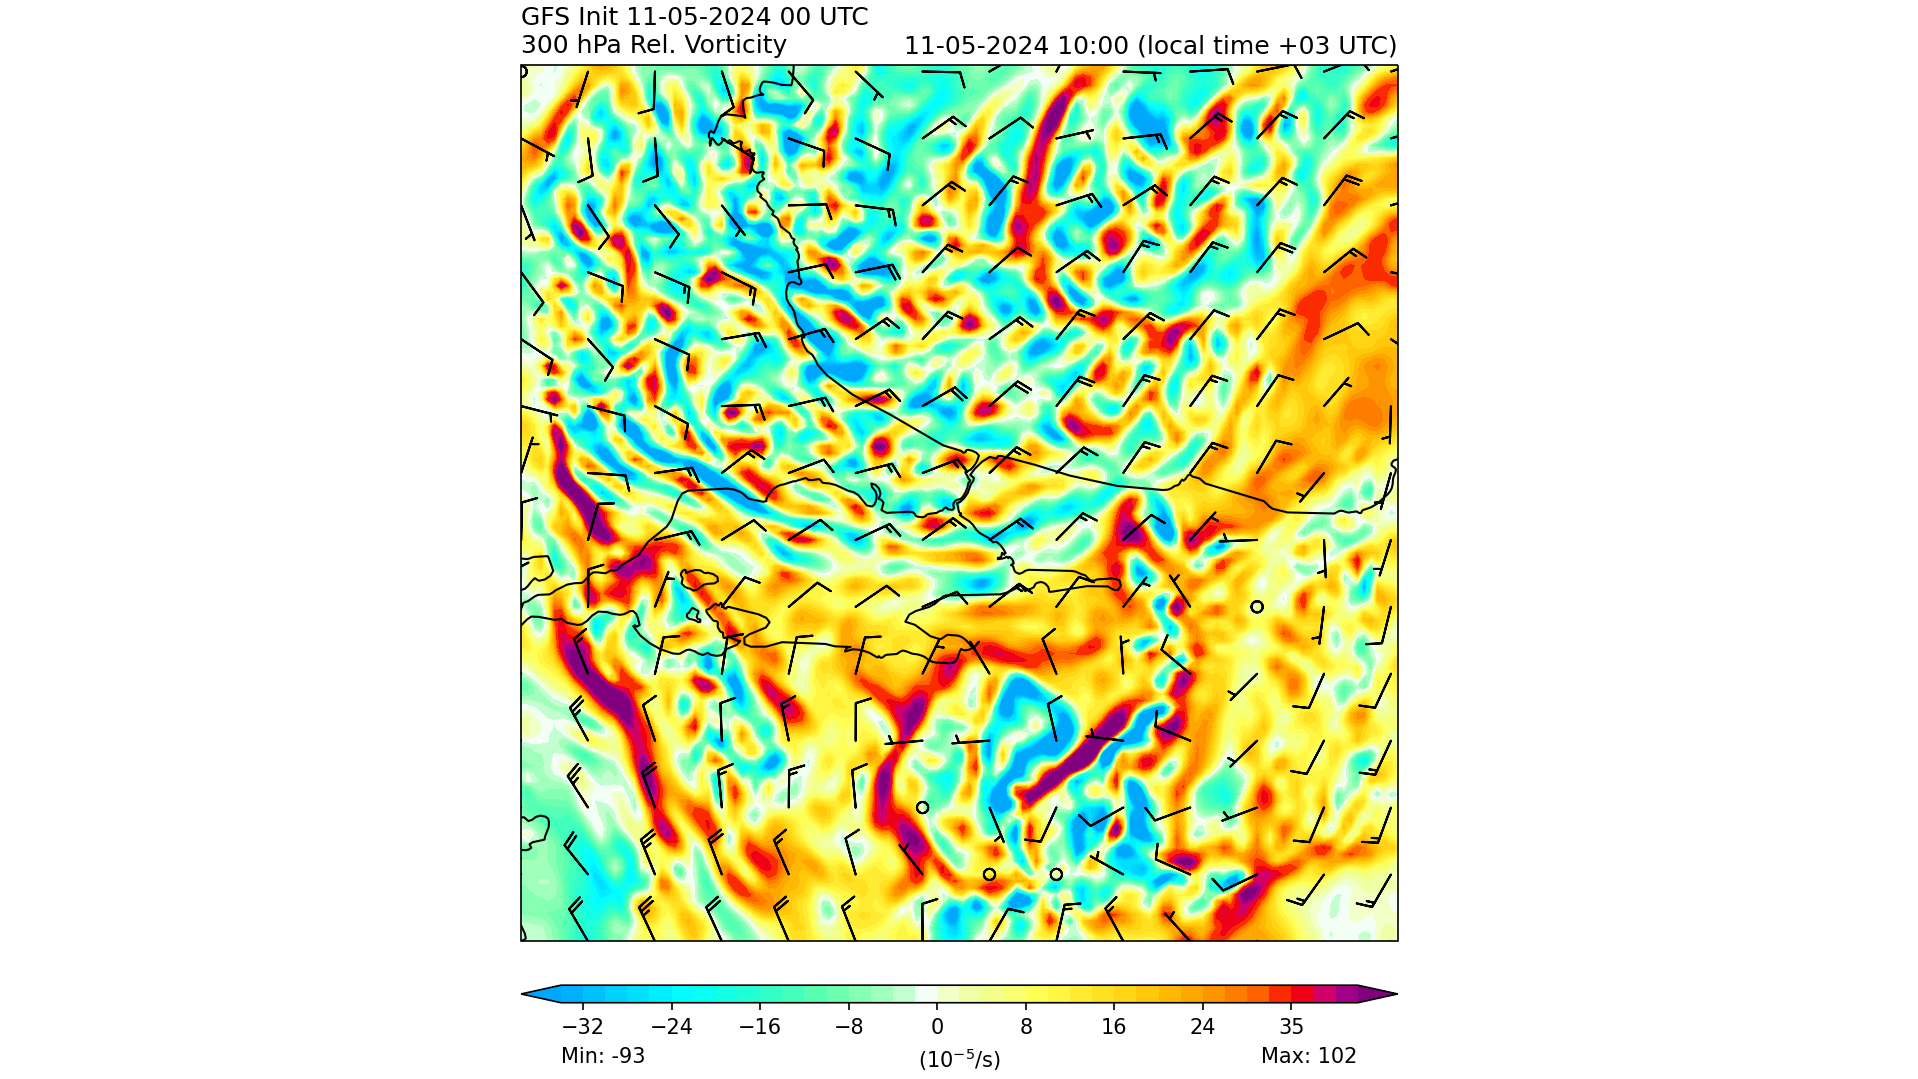 GFS Init 11-05-2024 00 UTC
300 hPa Rel. Vorticity
11-05-2024 10:00 (local time +03 UTC)
−32 −24 −16 −8 0 8 16 24 35
Min: -93
(10⁻⁵/s)
Max: 102